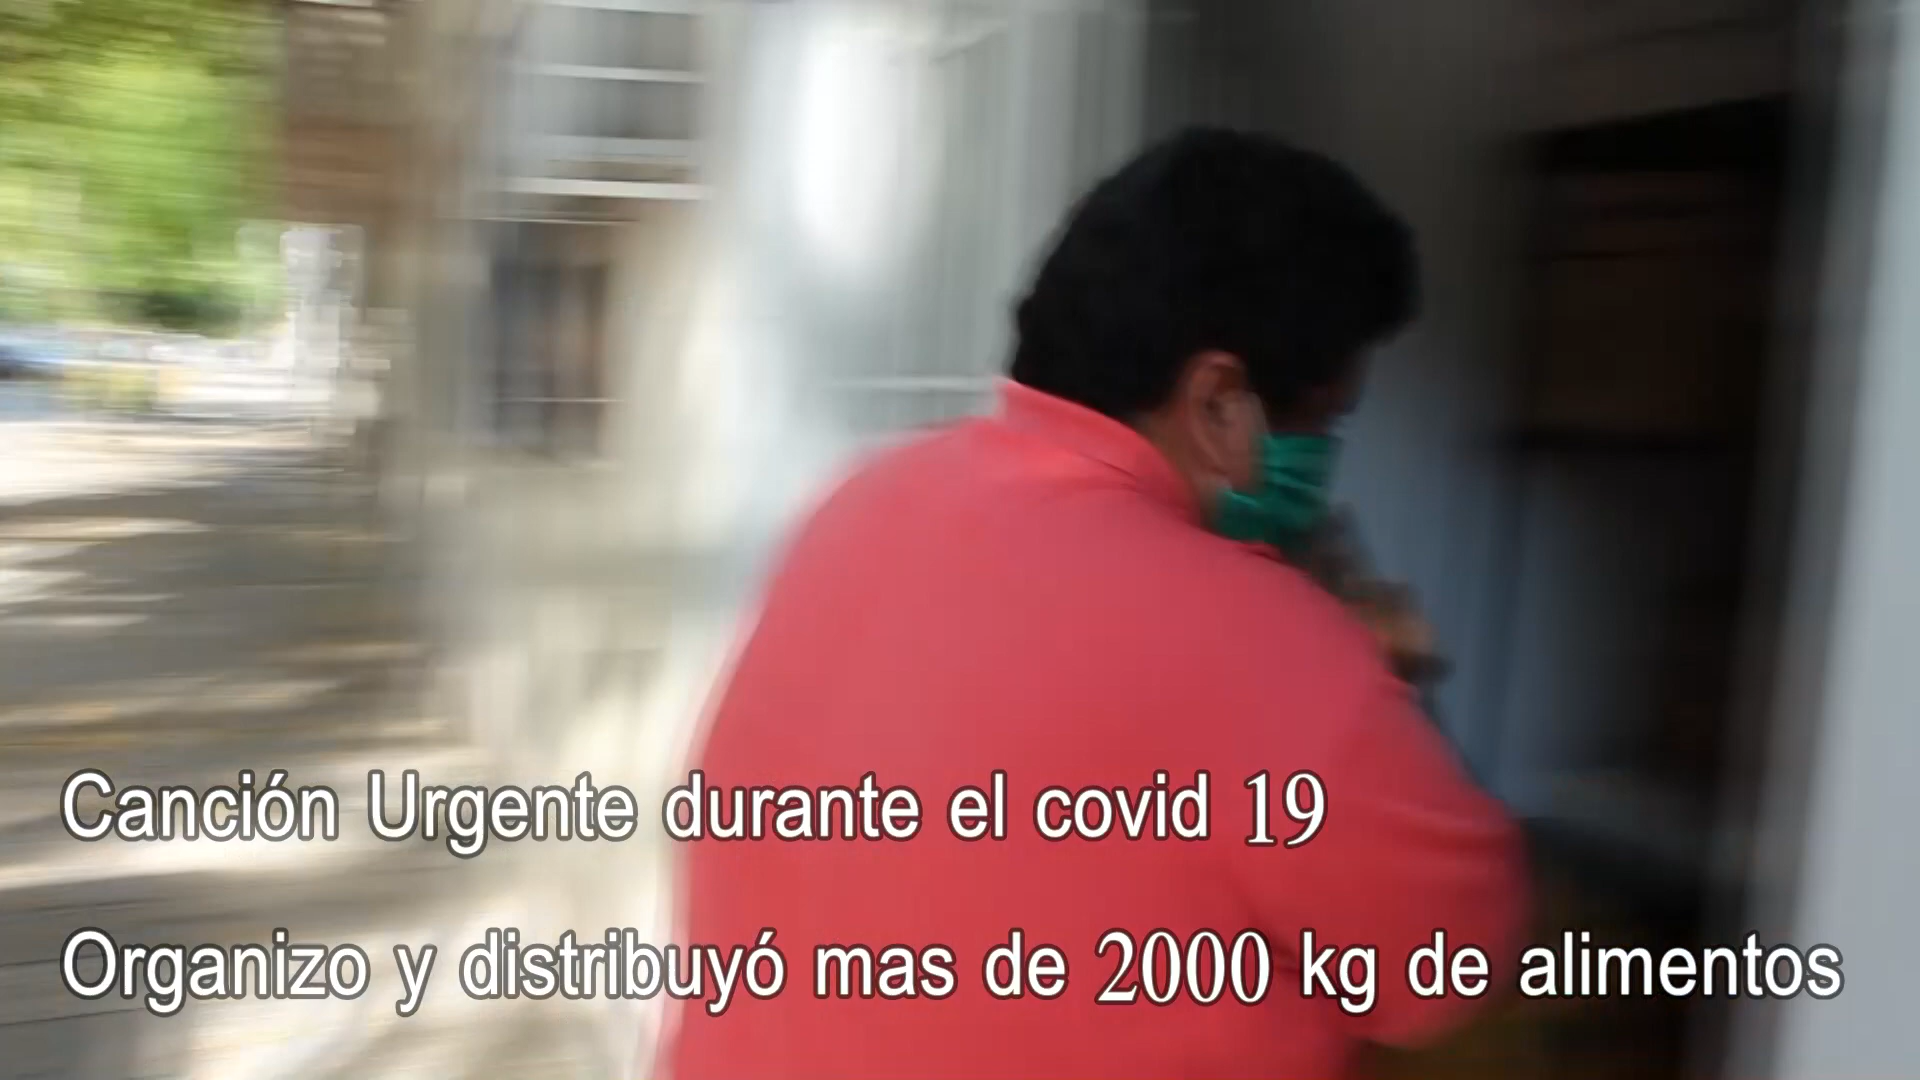 Canción Urgente durante el covid 19
Organizo y distribuyó mas de 2000 kg de alimentos